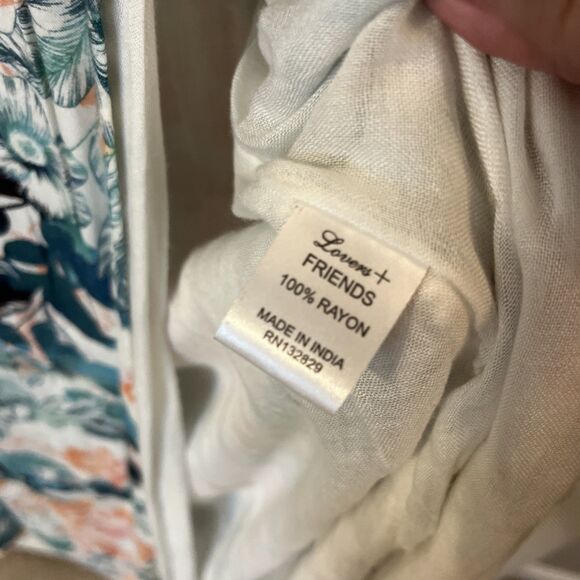 Lovers +
FRIENDS
100% RAYON
MADE IN INDIA
RN132829